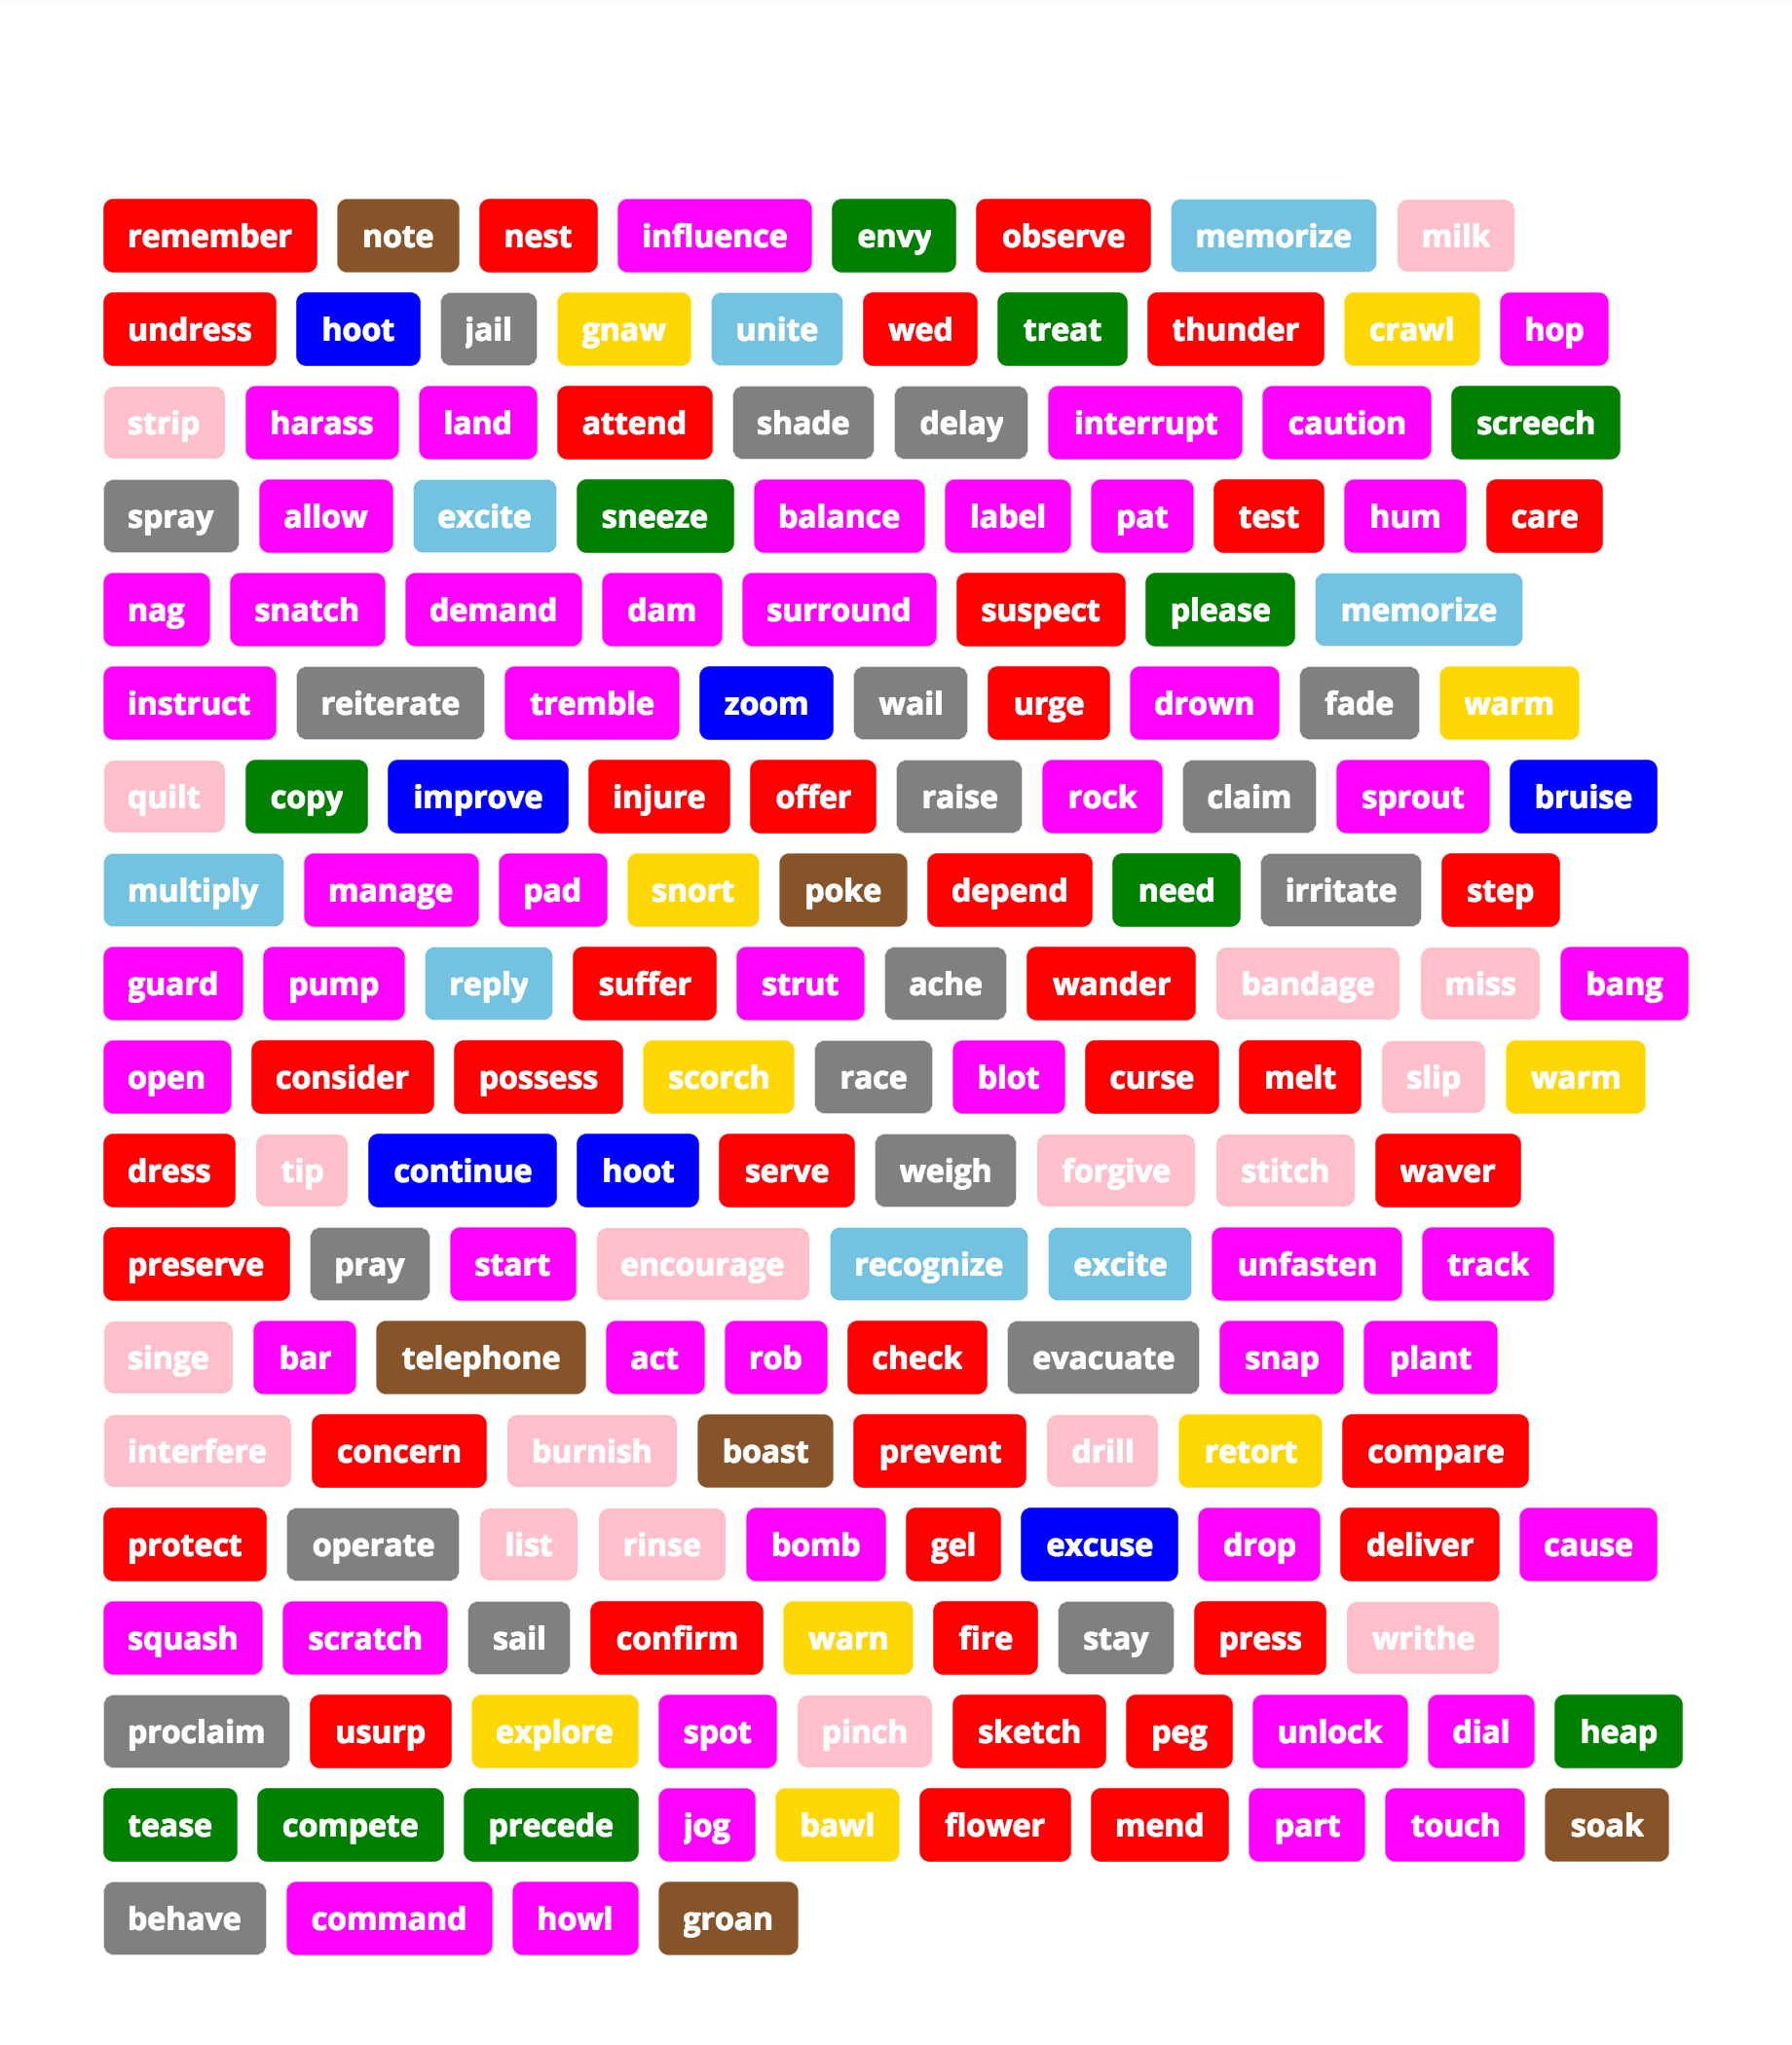 remember note nest influence envy observe memorize milk
undress hoot jail gnaw unite wed treat thunder crawl hop
strip harass land attend shade delay interrupt caution screech
spray allow excite sneeze balance label pat test hum care
nag snatch demand dam surround suspect please memorize
instruct reiterate tremble zoom wail urge drown fade warm
quilt copy improve injure offer raise rock claim sprout bruise
multiply manage pad snort poke depend need irritate step
guard pump reply suffer strut ache wander bandage miss bang
open consider possess scorch race blot curse melt slip warm
dress tip continue hoot serve weigh forgive stitch waver
preserve pray start encourage recognize excite unfasten track
singe bar telephone act rob check evacuate snap plant
interfere concern burnish boast prevent drill retort compare
protect operate list rinse bomb gel excuse drop deliver cause
squash scratch sail confirm warn fire stay press writhe
proclaim usurp explore spot pinch sketch peg unlock dial heap
tease compete precede jog bawl flower mend part touch soak
behave command howl groan